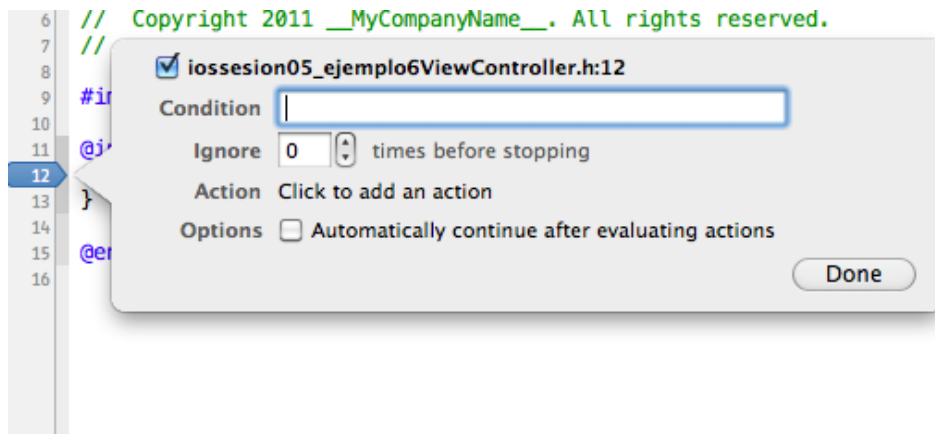 6 // Copyright 2011 __MyCompanyName__. All rights reserved.
7 //
8
iossesion05_ejemplo6ViewController.h:12
9
Condition
10
11
Ignore 0 times before stopping
12
Action Click to add an action
13 }
14
Options Automatically continue after evaluating actions
15
16
Done